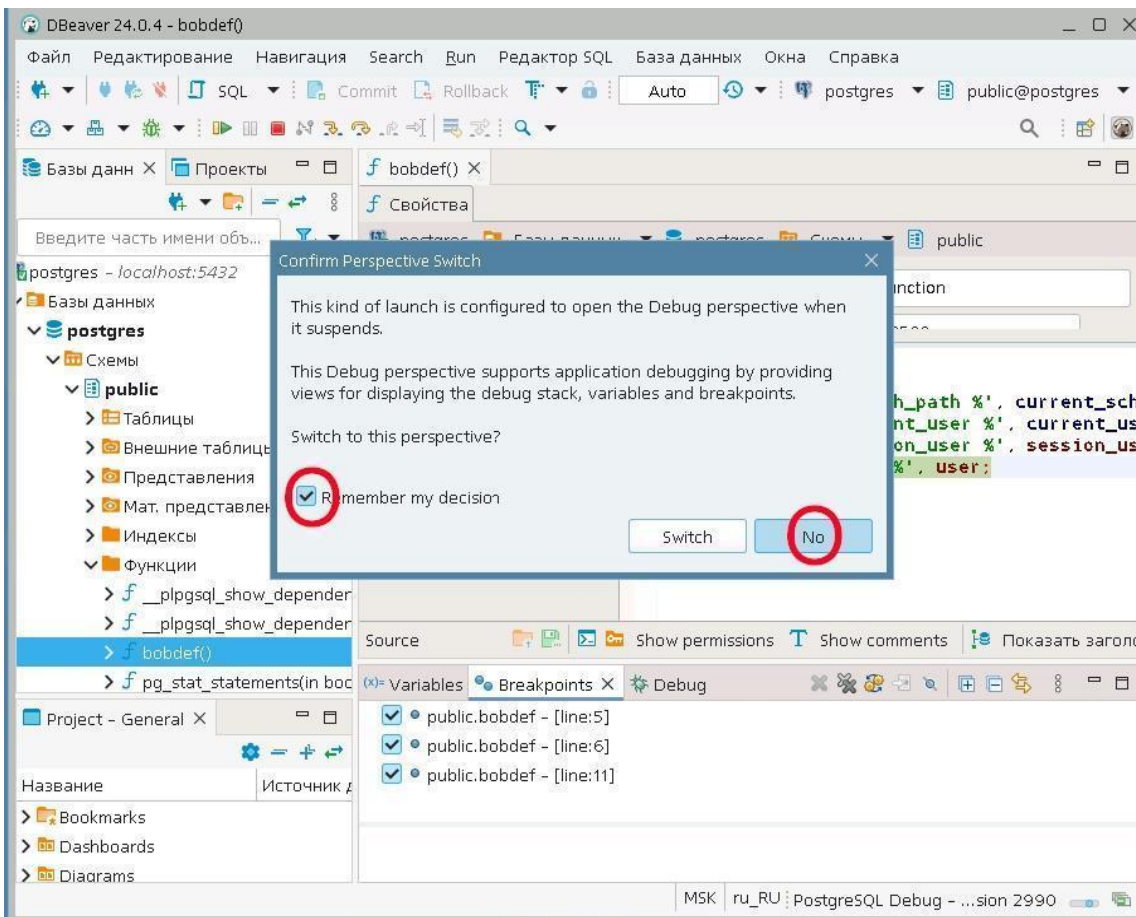 DBeaver 24.0.4 - bobdef()
Файл Редактирование Навигация Search Run Редактор SQL База данных Окна Справка
SQL Commit Rollback Auto postgres public@postgres
Базы данн Проекты
bobdef()
Свойства
Введите часть имени объ...
public
postgres - localhost:5432
Базы данных
postgres
Схемы
public
Таблицы
Внешние таблицы
Представления
Мат. представлен
Индексы
Функции
__plpgsql_show_depender
__plpgsql_show_depender
bobdef()
pg_stat_statements(in boo
Confirm Perspective Switch
This kind of launch is configured to open the Debug perspective when
it suspends.
This Debug perspective supports application debugging by providing
views for displaying the debug stack, variables and breakpoints.
Switch to this perspective?
Remember my decision
Switch No
nction
h_path %', current_sch
nt_user %', current_us
on_user %', session_us
%', user;
Source Show permissions Show comments Показать заголо
(x)= Variables Breakpoints Debug
public.bobdef - [line:5]
public.bobdef - [line:6]
public.bobdef - [line:11]
Project - General
Название Источник д
Bookmarks
Dashboards
Diagrams
MSK ru_RU PostgreSQL Debug - ...sion 2990